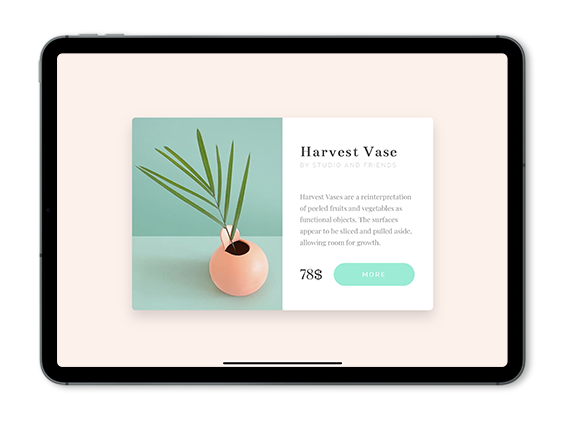 Harvest Vase
BY STUDIO AND FRIENDS
Harvest Vases are a reinterpretation
of peeled fruits and vegetables as
functional objects. The surfaces
appear to be sliced and pulled aside,
allowing room for growth.
78$
MORE